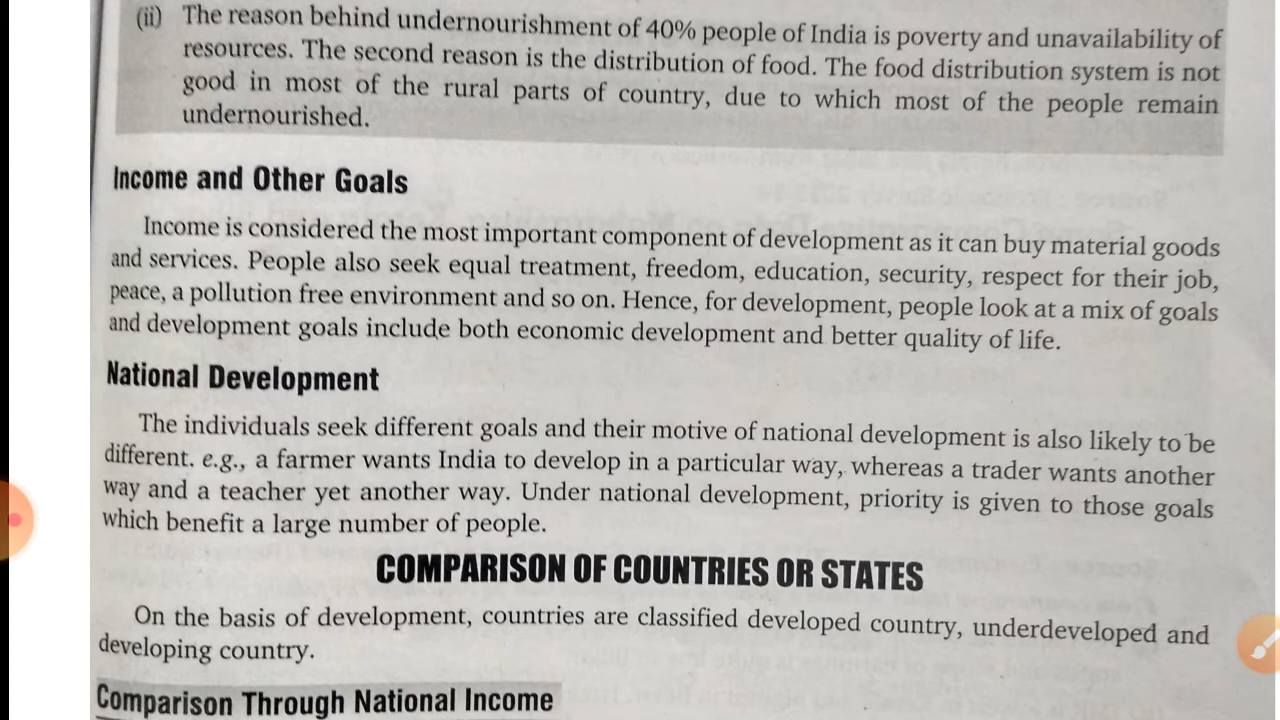 (ii) The reason behind undernourishment of 40% people of India is poverty and unavailability of
resources. The second reason is the distribution of food. The food distribution system is not
good in most of the rural parts of country, due to which most of the people remain
undernourished.
Income and Other Goals
Income is considered the most important component of development as it can buy material goods
and services. People also seek equal treatment, freedom, education, security, respect for their job,
peace, a pollution free environment and so on. Hence, for development, people look at a mix of goals
and development goals include both economic development and better quality of life.
National Development
The individuals seek different goals and their motive of national development is also likely to be
different. e.g., a farmer wants India to develop in a particular way, whereas a trader wants another
way and a teacher yet another way. Under national development, priority is given to those goals
which benefit a large number of people.
COMPARISON OF COUNTRIES OR STATES
On the basis of development, countries are classified developed country, underdeveloped and
developing country.
Comparison Through National Income